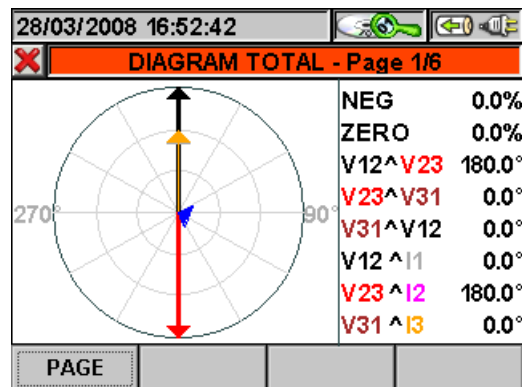 28/03/2008 16:52:42
DIAGRAM TOTAL - Page 1/6
NEG 0.0%
ZERO 0.0%
V12^V23 180.0°
V23^V31 0.0°
V31^V12 0.0°
V12 ^I1 0.0°
V23 ^I2 180.0°
V31 ^I3 0.0°
270°
90°
PAGE